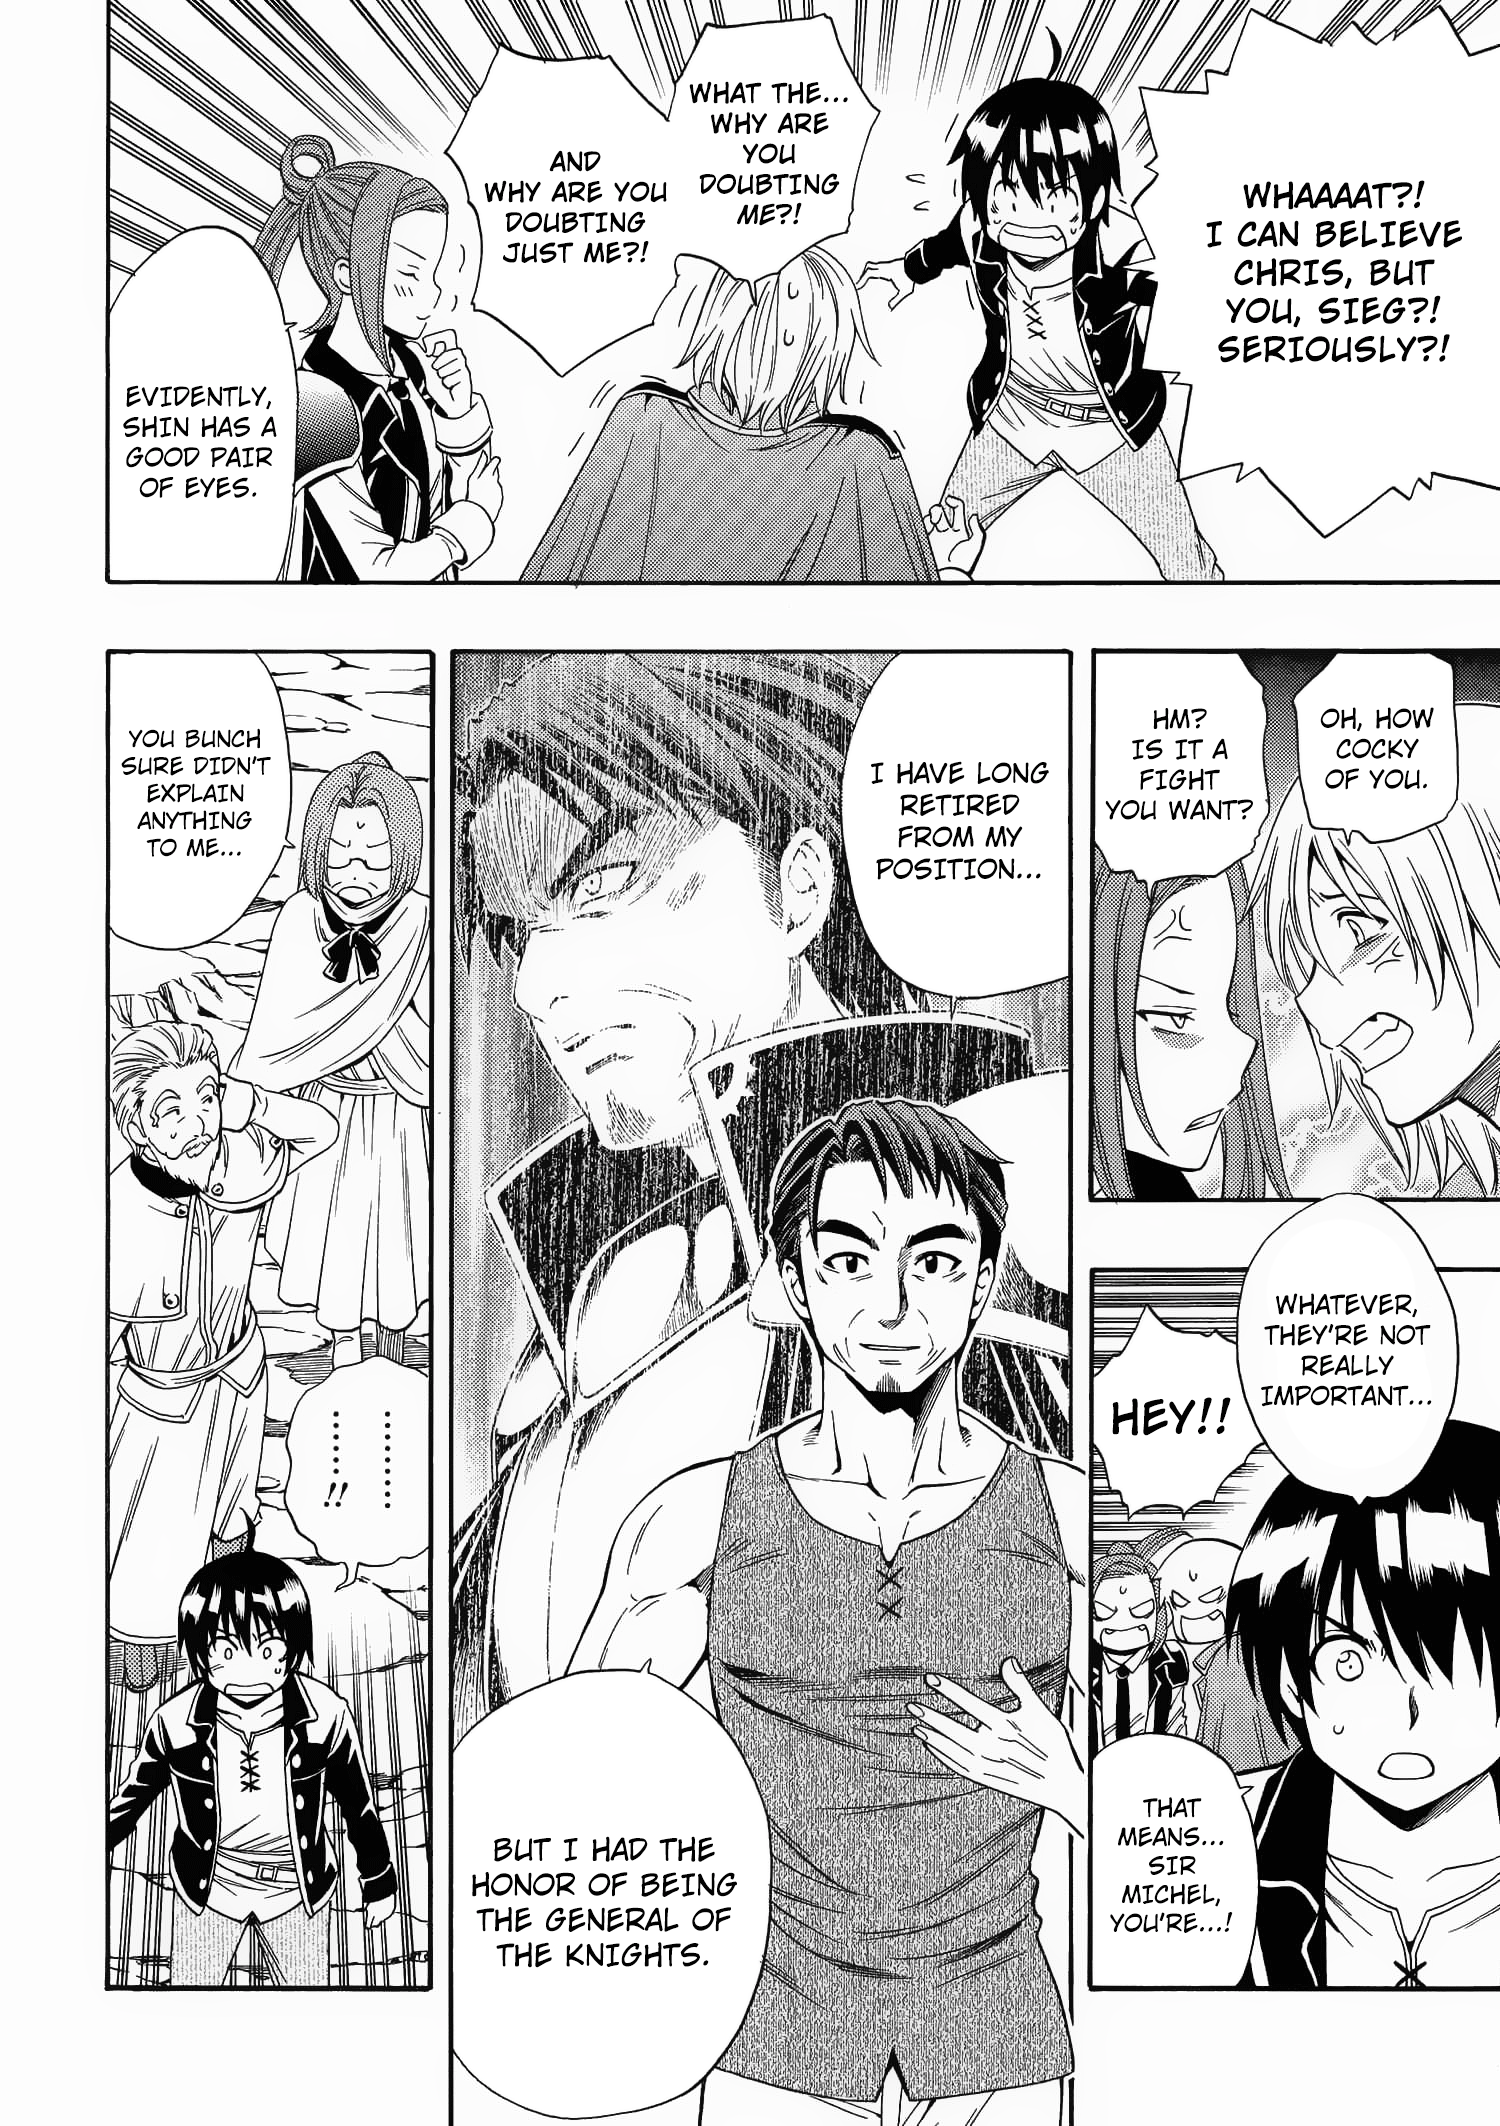 WHAAAAT?!
I CAN BELIEVE
CHRIS, BUT
YOU, SIEG?!
SERIOUSLY?!
WHAT THE...
WHY ARE
YOU
DOUBTING
ME?!
AND
WHY ARE YOU
DOUBTING
JUST ME?!
EVIDENTLY,
SHIN HAS A
GOOD PAIR
OF EYES.
OH, HOW
COCKY
OF YOU.
HM?
IS IT A
FIGHT
YOU WANT?
WHATEVER,
THEY'RE NOT
REALLY
IMPORTANT...
HEY!!
THAT
MEANS...
SIR
MICHEL,
YOU'RE...!
I HAVE LONG
RETIRED
FROM MY
POSITION...
BUT I HAD THE
HONOR OF BEING
THE GENERAL OF
THE KNIGHTS.
YOU BUNCH
SURE DIDN'T
EXPLAIN
ANYTHING
TO ME...
......
......!!